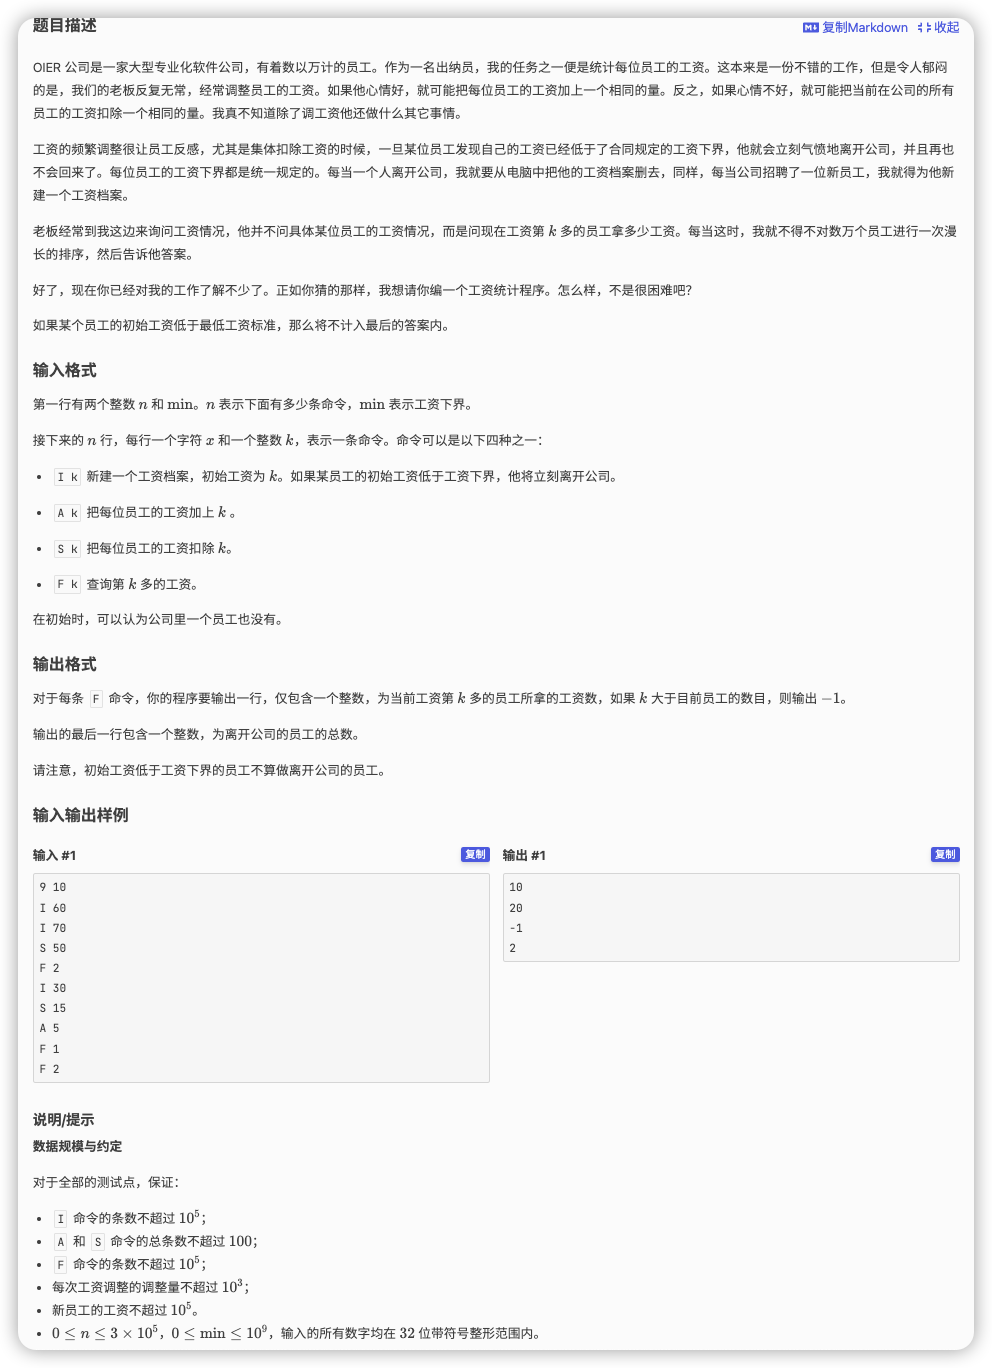 题目描述
复制Markdown 收起
OIER 公司是一家大型专业化软件公司，有着数以万计的员工。作为一名出纳员，我的任务之一便是统计每位员工的工资。这本来是一份不错的工作，但是令人郁闷
的是，我们的老板反复无常，经常调整员工的工资。如果他心情好，就可能把每位员工的工资加上一个相同的量。反之，如果心情不好，就可能把当前在公司的所有
员工的工资扣除一个相同的量。我真不知道除了调工资他还做什么其它事情。
工资的频繁调整很让员工反感，尤其是集体扣除工资的时候，一旦某位员工发现自己的工资已经低于了合同规定的工资下界，他就会立刻气愤地离开公司，并且再也
不会回来了。每位员工的工资下界都是统一规定的。每当一个人离开公司，我就要从电脑中把他的工资档案删去，同样，每当公司招聘了一位新员工，我就得为他新
建一个工资档案。
老板经常到我这边来询问工资情况，他并不问具体某位员工的工资情况，而是问现在工资第 k 多的员工拿多少工资。每当这时，我就不得不对数万个员工进行一次漫
长的排序，然后告诉他答案。
好了，现在你已经对我的工作了解不少了。正如你猜的那样，我想请你编一个工资统计程序。怎么样，不是很困难吧？
如果某个员工的初始工资低于最低工资标准，那么将不计入最后的答案内。
输入格式
第一行有两个整数 n 和 min。n 表示下面有多少条命令，min 表示工资下界。
接下来的 n 行，每行一个字符 x 和一个整数 k，表示一条命令。命令可以是以下四种之一：
• I k 新建一个工资档案，初始工资为 k。如果某员工的初始工资低于工资下界，他将立刻离开公司。
• A k 把每位员工的工资加上 k 。
• S k 把每位员工的工资扣除 k。
• F k 查询第 k 多的工资。
在初始时，可以认为公司里一个员工也没有。
输出格式
对于每条 F 命令，你的程序要输出一行，仅包含一个整数，为当前工资第 k 多的员工所拿的工资数，如果 k 大于目前员工的数目，则输出 −1。
输出的最后一行包含一个整数，为离开公司的员工的总数。
请注意，初始工资低于工资下界的员工不算做离开公司的员工。
输入输出样例
输入 #1
复制
9 10
I 60
I 70
S 50
F 2
I 30
S 15
A 5
F 1
F 2
输出 #1
复制
10
20
-1
2
说明/提示
数据规模与约定
对于全部的测试点，保证：
• I 命令的条数不超过 10⁵；
• A 和 S 命令的总条数不超过 100；
• F 命令的条数不超过 10⁵；
• 每次工资调整的调整量不超过 10³；
• 新员工的工资不超过 10⁵。
• 0 ≤ n ≤ 3 × 10⁵，0 ≤ min ≤ 10⁹，输入的所有数字均在 32 位带符号整形范围内。